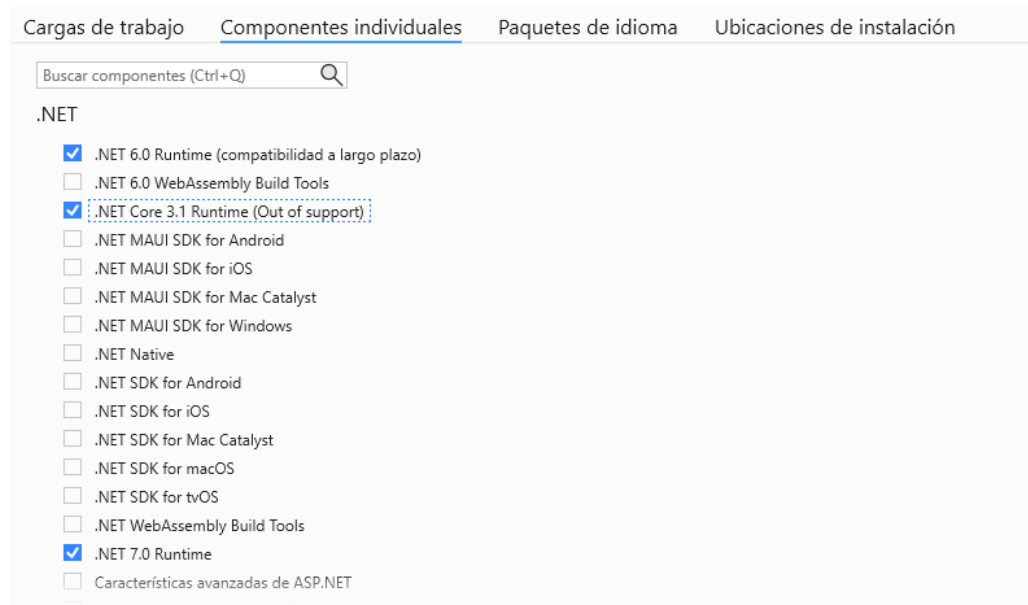 Cargas de trabajo Componentes individuales Paquetes de idioma Ubicaciones de instalación
Buscar componentes (Ctrl+Q)
.NET
.NET 6.0 Runtime (compatibilidad a largo plazo)
.NET 6.0 WebAssembly Build Tools
.NET Core 3.1 Runtime (Out of support)
.NET MAUI SDK for Android
.NET MAUI SDK for iOS
.NET MAUI SDK for Mac Catalyst
.NET MAUI SDK for Windows
.NET Native
.NET SDK for Android
.NET SDK for iOS
.NET SDK for Mac Catalyst
.NET SDK for macOS
.NET SDK for tvOS
.NET WebAssembly Build Tools
.NET 7.0 Runtime
Características avanzadas de ASP.NET